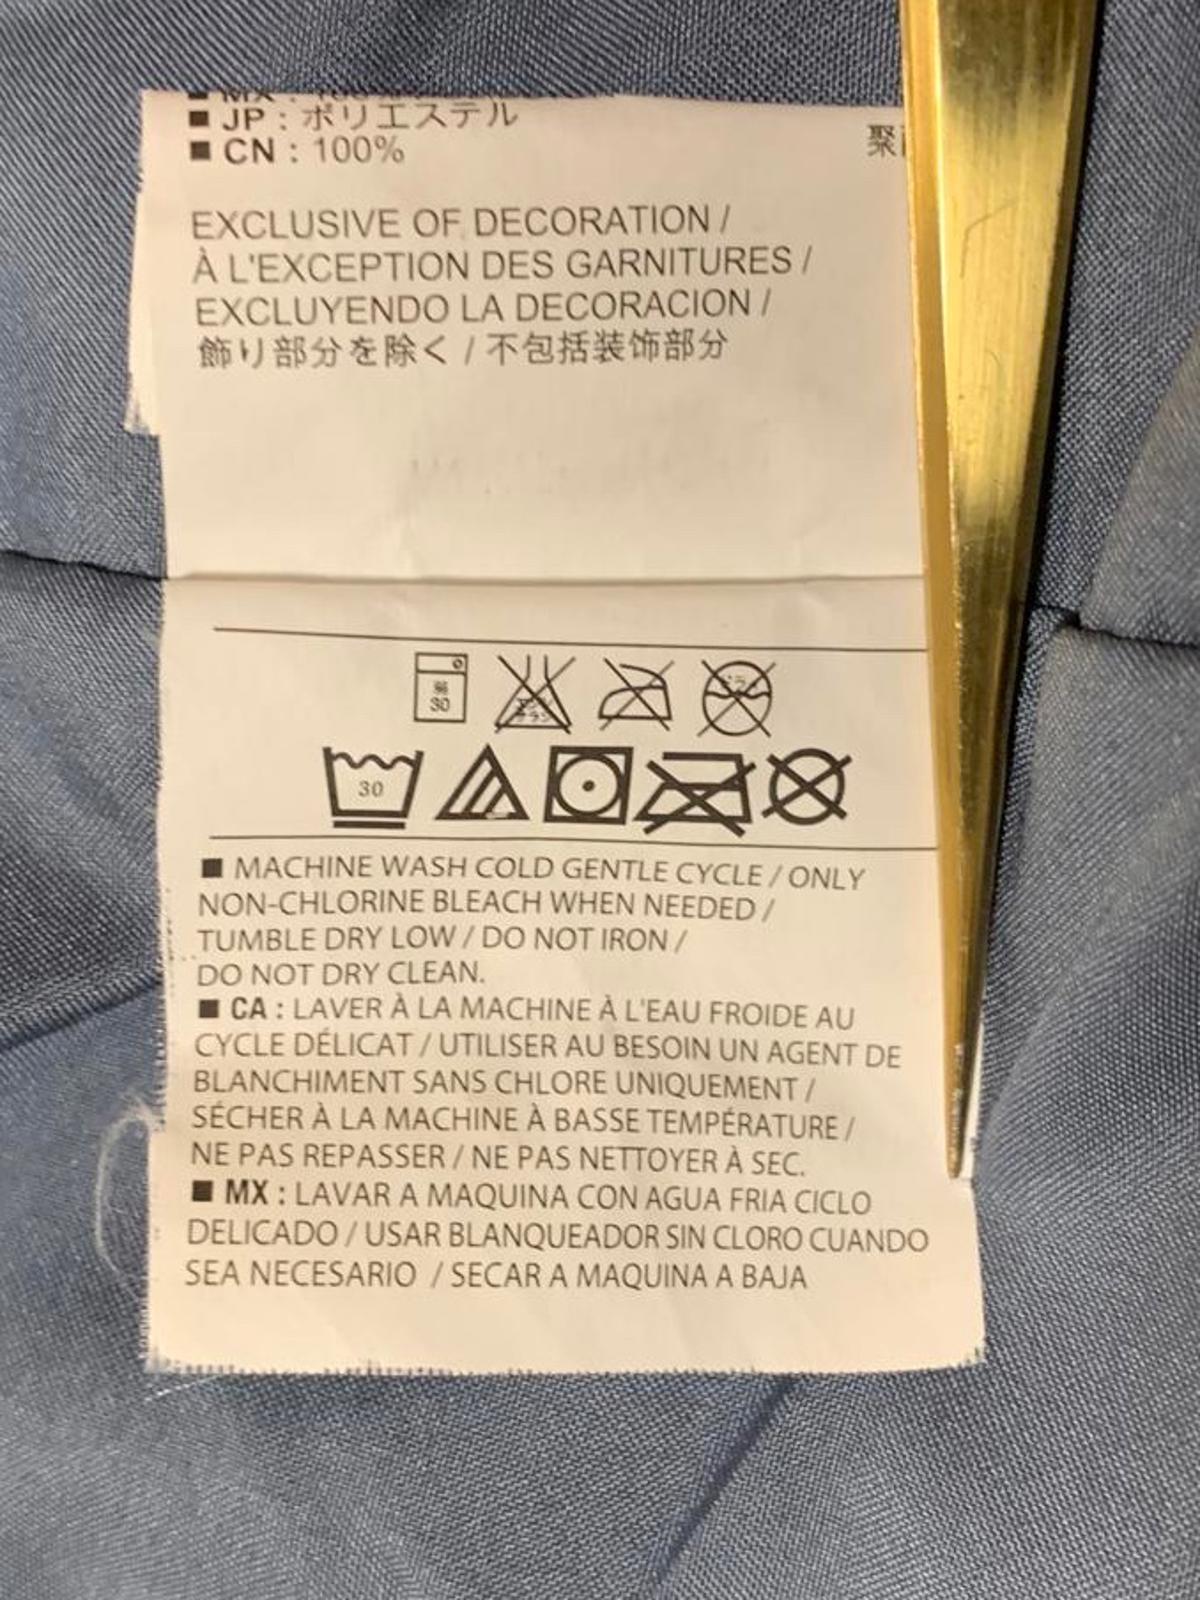 ■ JP : ポリエステル
■ CN : 100% 聚
EXCLUSIVE OF DECORATION /
À L'EXCEPTION DES GARNITURES /
EXCLUYENDO LA DECORACION /
飾り部分を除く / 不包括装饰部分
30
30
■ MACHINE WASH COLD GENTLE CYCLE / ONLY
NON-CHLORINE BLEACH WHEN NEEDED /
TUMBLE DRY LOW / DO NOT IRON /
DO NOT DRY CLEAN.
■ CA : LAVER À LA MACHINE À L'EAU FROIDE AU
CYCLE DÉLICAT / UTILISER AU BESOIN UN AGENT DE
BLANCHIMENT SANS CHLORE UNIQUEMENT /
SÉCHER À LA MACHINE À BASSE TEMPÉRATURE /
NE PAS REPASSER / NE PAS NETTOYER À SEC.
■ MX : LAVAR A MAQUINA CON AGUA FRIA CICLO
DELICADO / USAR BLANQUEADOR SIN CLORO CUANDO
SEA NECESARIO / SECAR A MAQUINA A BAJA